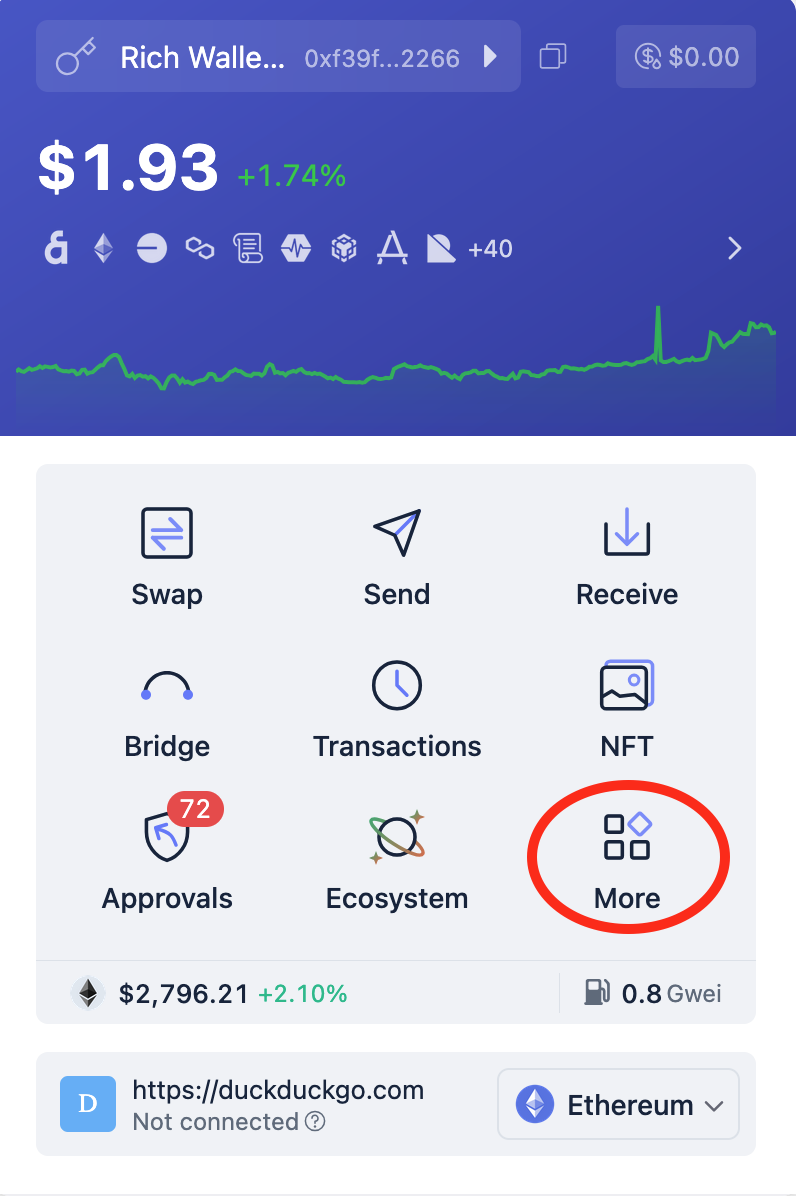 Rich Walle... 0xf39f...2266 $0.00
$1.93 +1.74%
+40
Swap Send Receive
Bridge Transactions NFT
72
Approvals Ecosystem More
$2,796.21 +2.10% 0.8 Gwei
D https://duckduckgo.com
Not connected
Ethereum